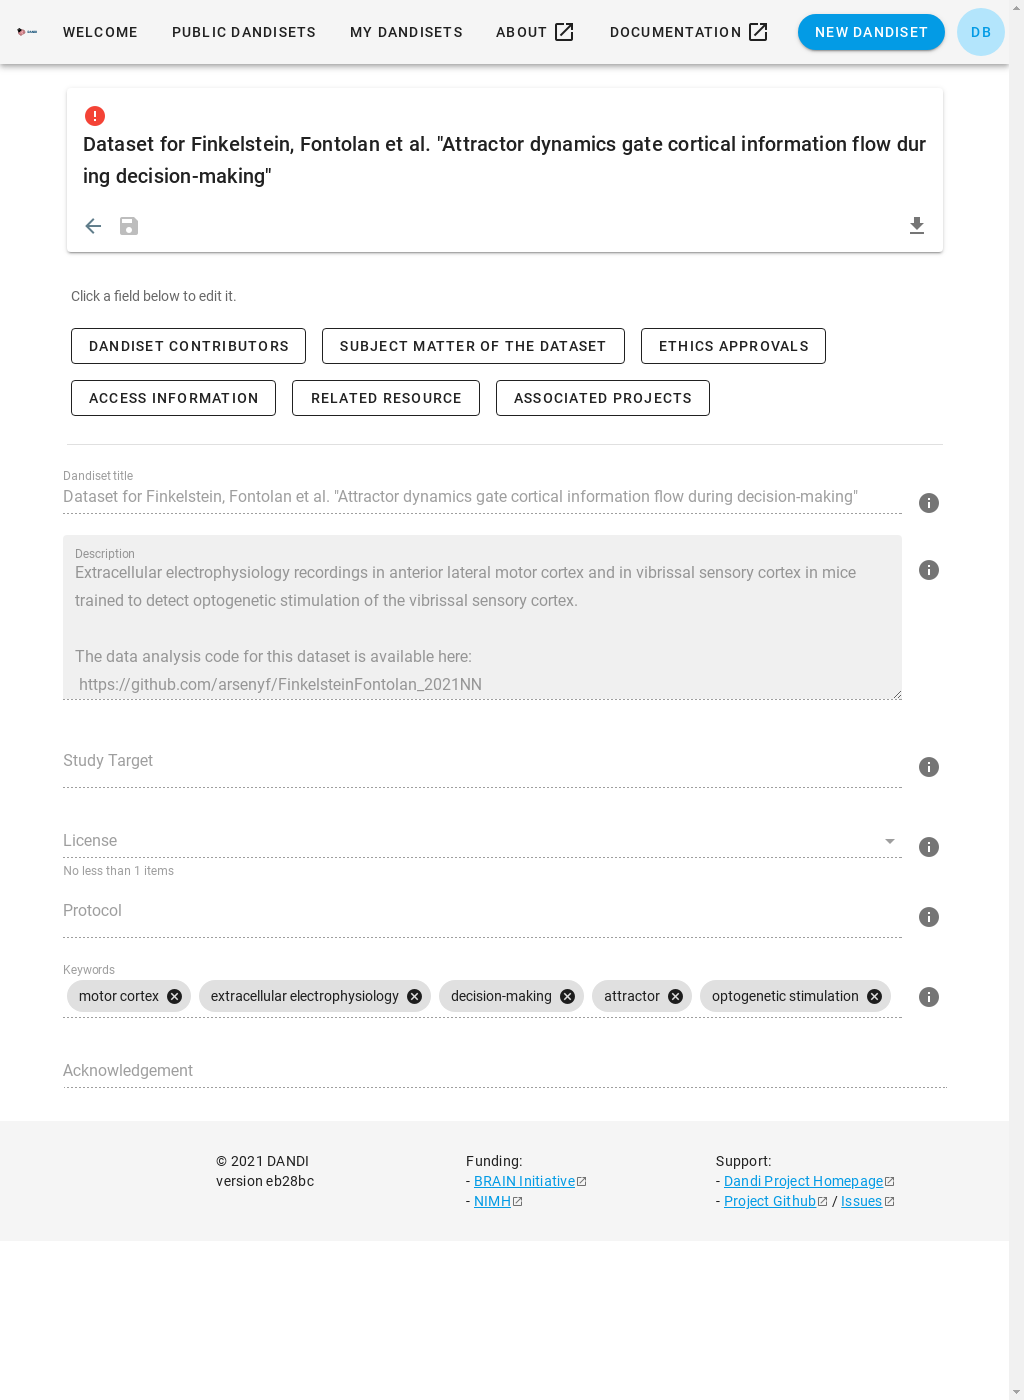 WELCOME PUBLIC DANDISETS MY DANDISETS ABOUT DOCUMENTATION NEW DANDISET DB
Dataset for Finkelstein, Fontolan et al. "Attractor dynamics gate cortical information flow dur
ing decision-making"
Click a field below to edit it.
DANDISET CONTRIBUTORS SUBJECT MATTER OF THE DATASET ETHICS APPROVALS
ACCESS INFORMATION RELATED RESOURCE ASSOCIATED PROJECTS
Dandiset title
Dataset for Finkelstein, Fontolan et al. "Attractor dynamics gate cortical information flow during decision-making"
Description
Extracellular electrophysiology recordings in anterior lateral motor cortex and in vibrissal sensory cortex in mice
trained to detect optogenetic stimulation of the vibrissal sensory cortex.
The data analysis code for this dataset is available here:
https://github.com/arsenyf/FinkelsteinFontolan_2021NN
Study Target
License
No less than 1 items
Protocol
Keywords
motor cortex extracellular electrophysiology decision-making attractor optogenetic stimulation
Acknowledgement
© 2021 DANDI
version eb28bc
Funding:
- BRAIN Initiative
- NIMH
Support:
- Dandi Project Homepage
- Project Github / Issues